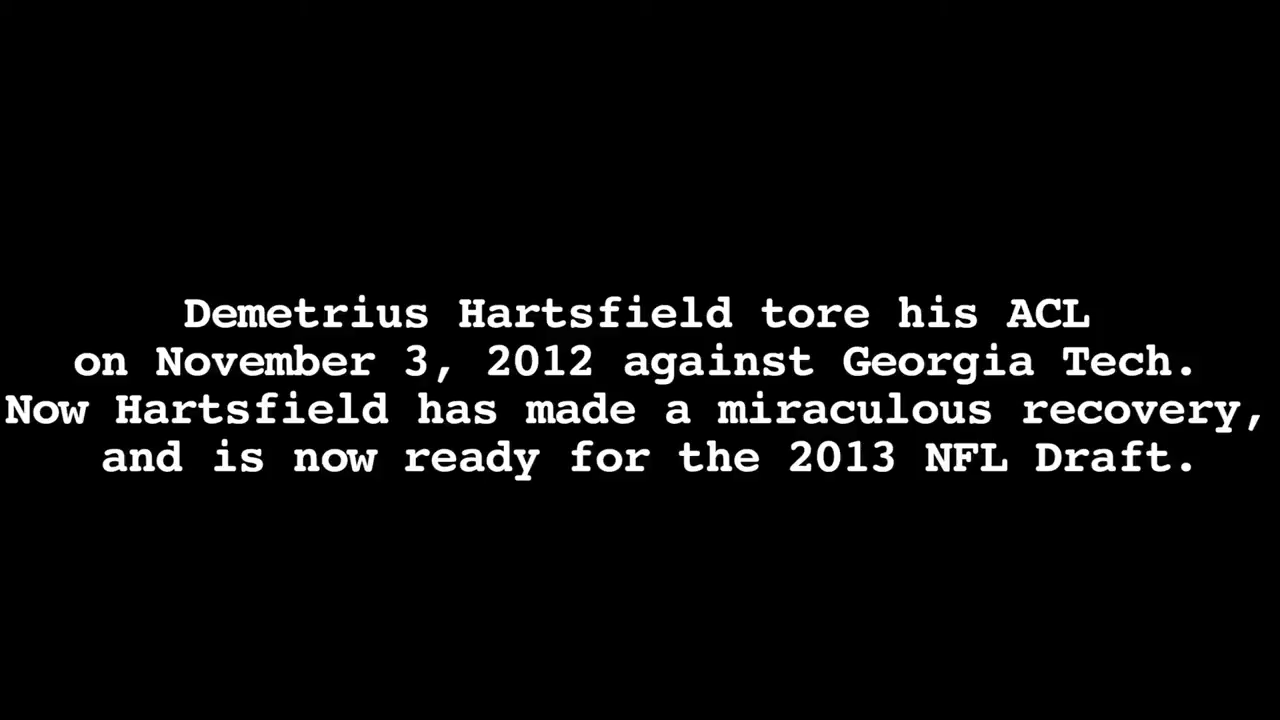 Demetrius Hartsfield tore his ACL
on November 3, 2012 against Georgia Tech.
Now Hartsfield has made a miraculous recovery,
and is now ready for the 2013 NFL Draft.